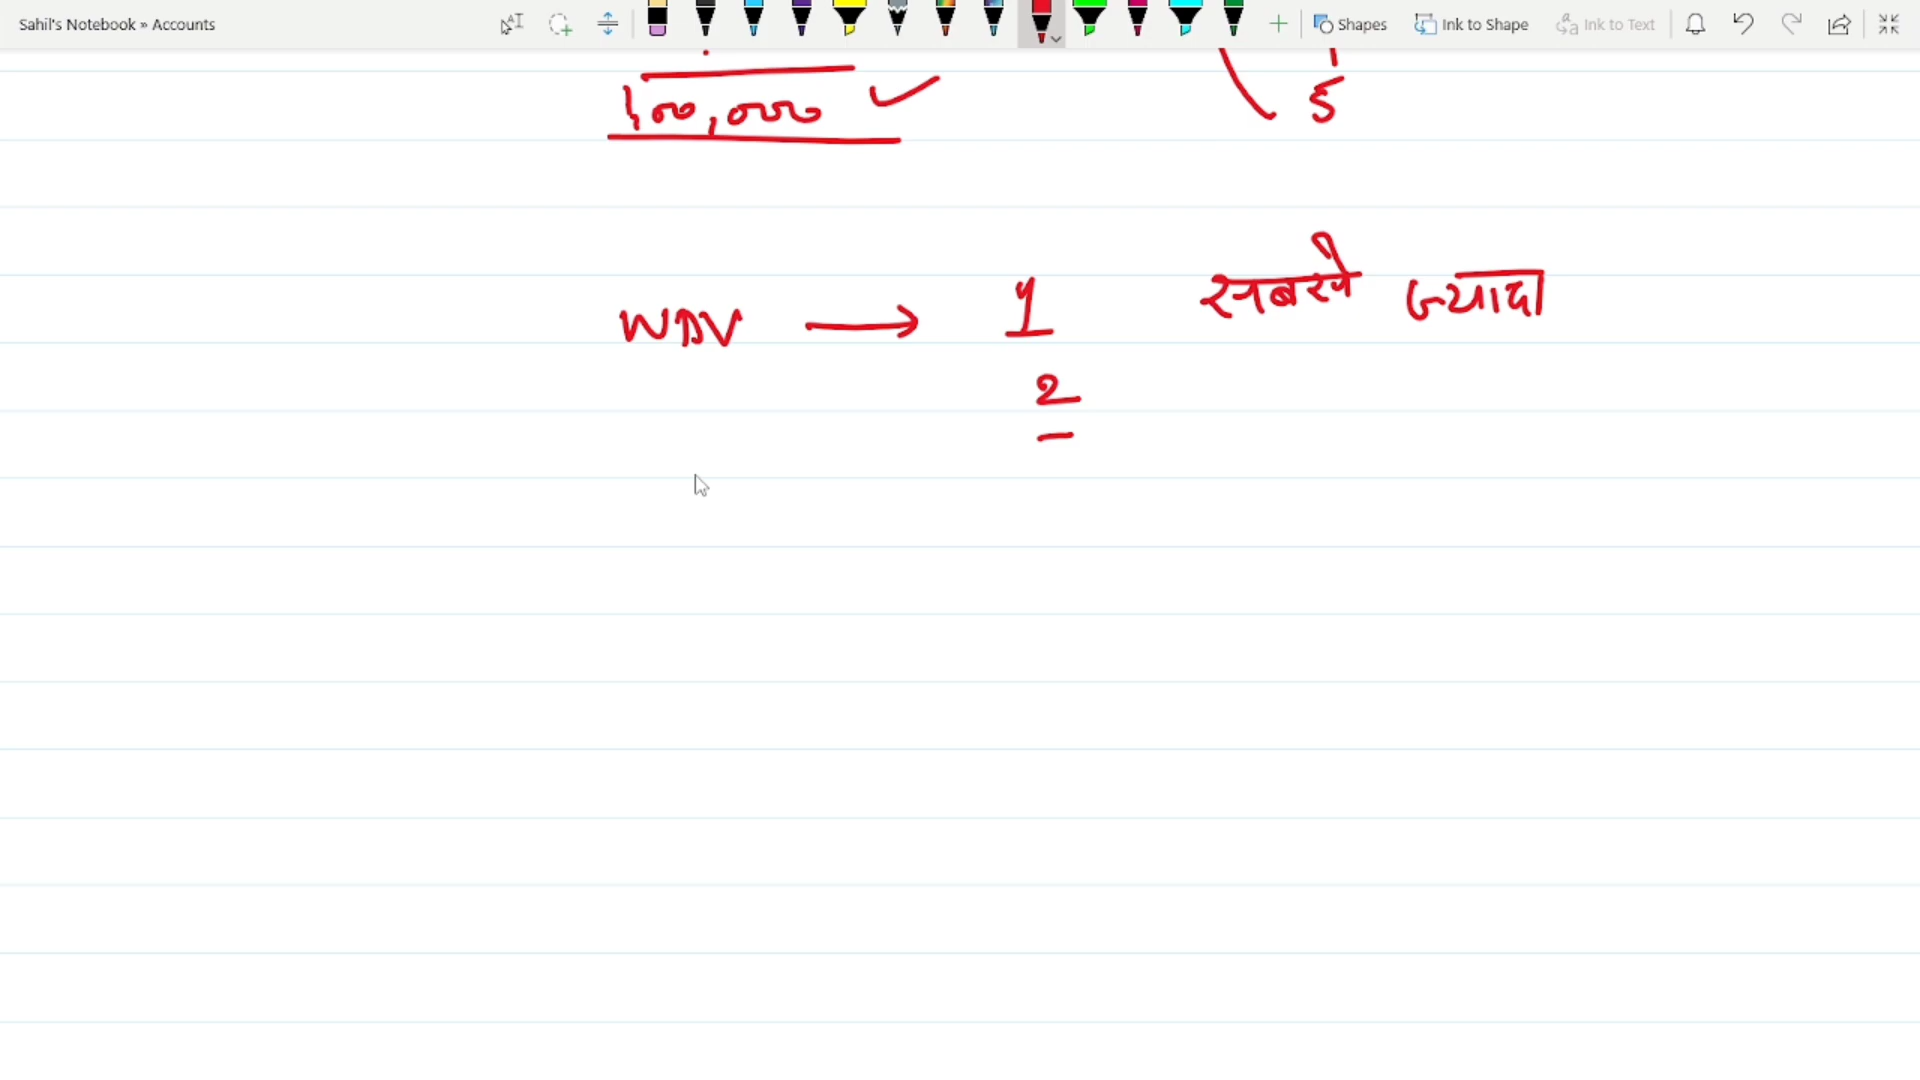 Sahil's Notebook » Accounts
Shapes Ink to Shape Ink to Text
100,000 5
WDV → 1 सबसे ज्यादा
2